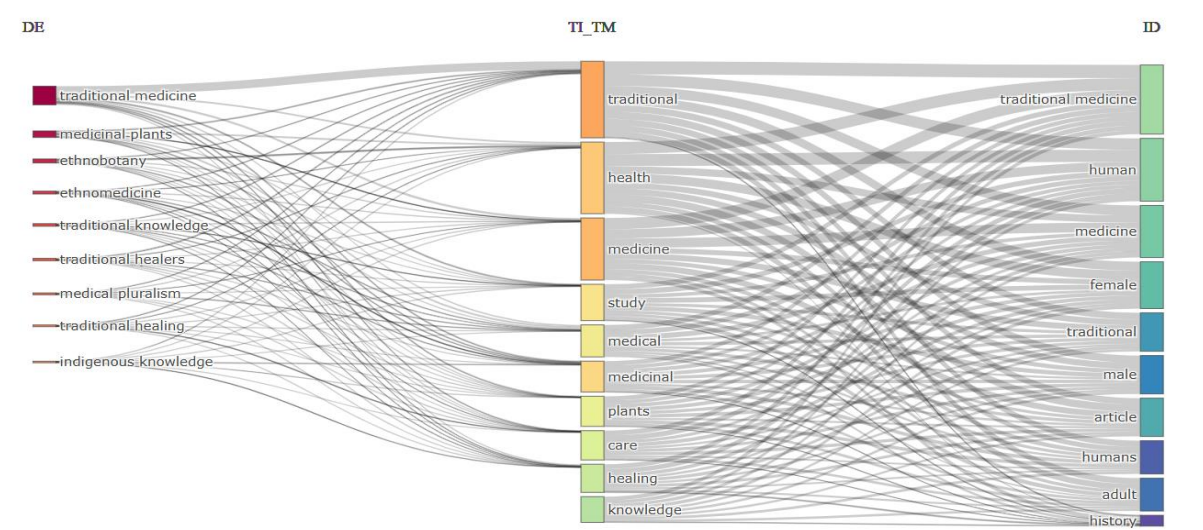 DE
TI_TM
ID
traditional medicine
medicinal plants
ethnobotany
ethnomedicine
traditional knowledge
traditional healers
medical pluralism
traditional healing
indigenous knowledge
traditional
health
medicine
study
medical
medicinal
plants
care
healing
knowledge
traditional medicine
human
medicine
female
traditional
male
article
humans
adult
history